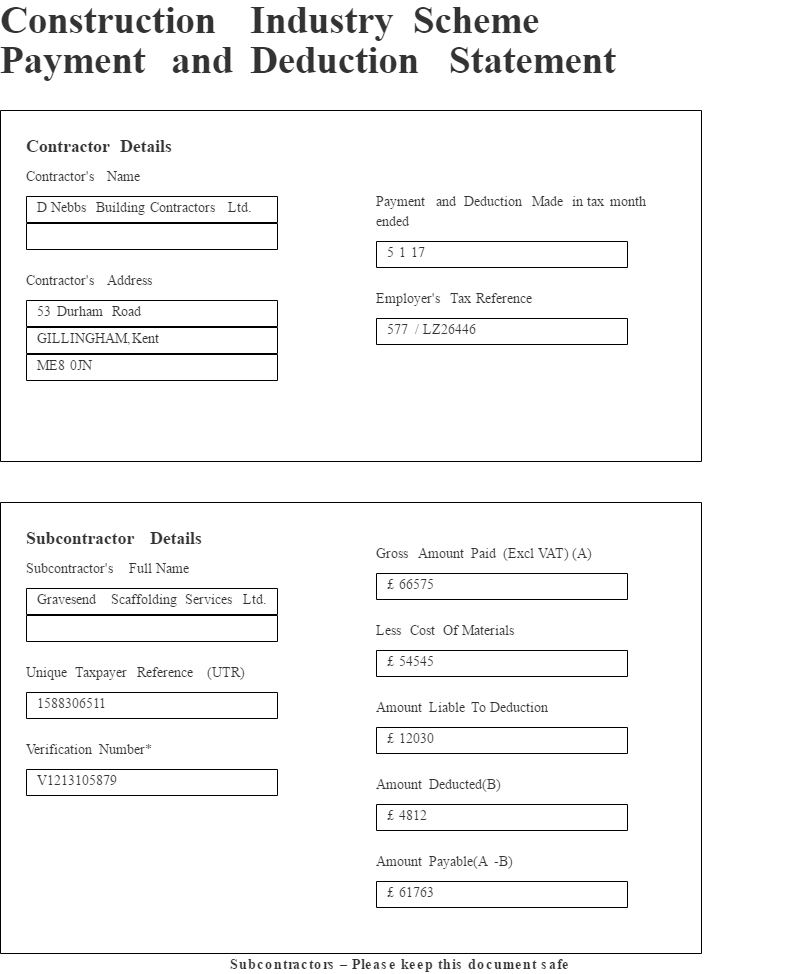 Construction Industry Scheme
Payment and Deduction Statement
Contractor Details
Contractor's Name
D Nebbs Building Contractors Ltd.
Contractor's Address
53 Durham Road
GILLINGHAM, Kent
ME8 0JN
Payment and Deduction Made in tax month
ended
5 1 17
Employer's Tax Reference
577 / LZ26446
Subcontractor Details
Subcontractor's Full Name
Gravesend Scaffolding Services Ltd.
Unique Taxpayer Reference (UTR)
1588306511
Verification Number*
V1213105879
Gross Amount Paid (Excl VAT) (A)
£ 66575
Less Cost Of Materials
£ 54545
Amount Liable To Deduction
£ 12030
Amount Deducted(B)
£ 4812
Amount Payable(A -B)
£ 61763
Subcontractors – Please keep this document safe